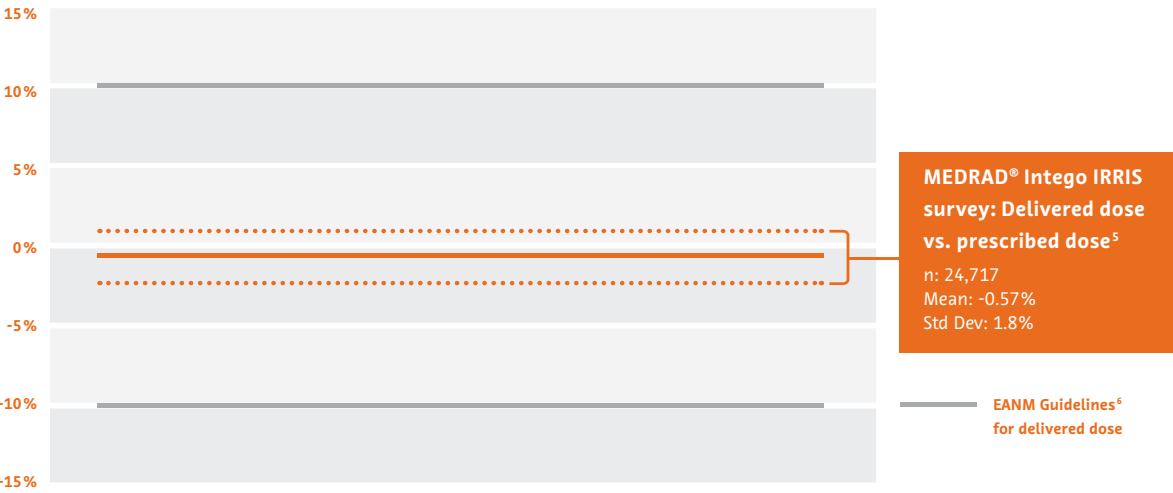 15%
10%
5%
0%
-5%
-10%
-15%
MEDRAD® Intego IRRIS
survey: Delivered dose
vs. prescribed dose⁵
n: 24,717
Mean: -0.57%
Std Dev: 1.8%
EANM Guidelines⁶
for delivered dose